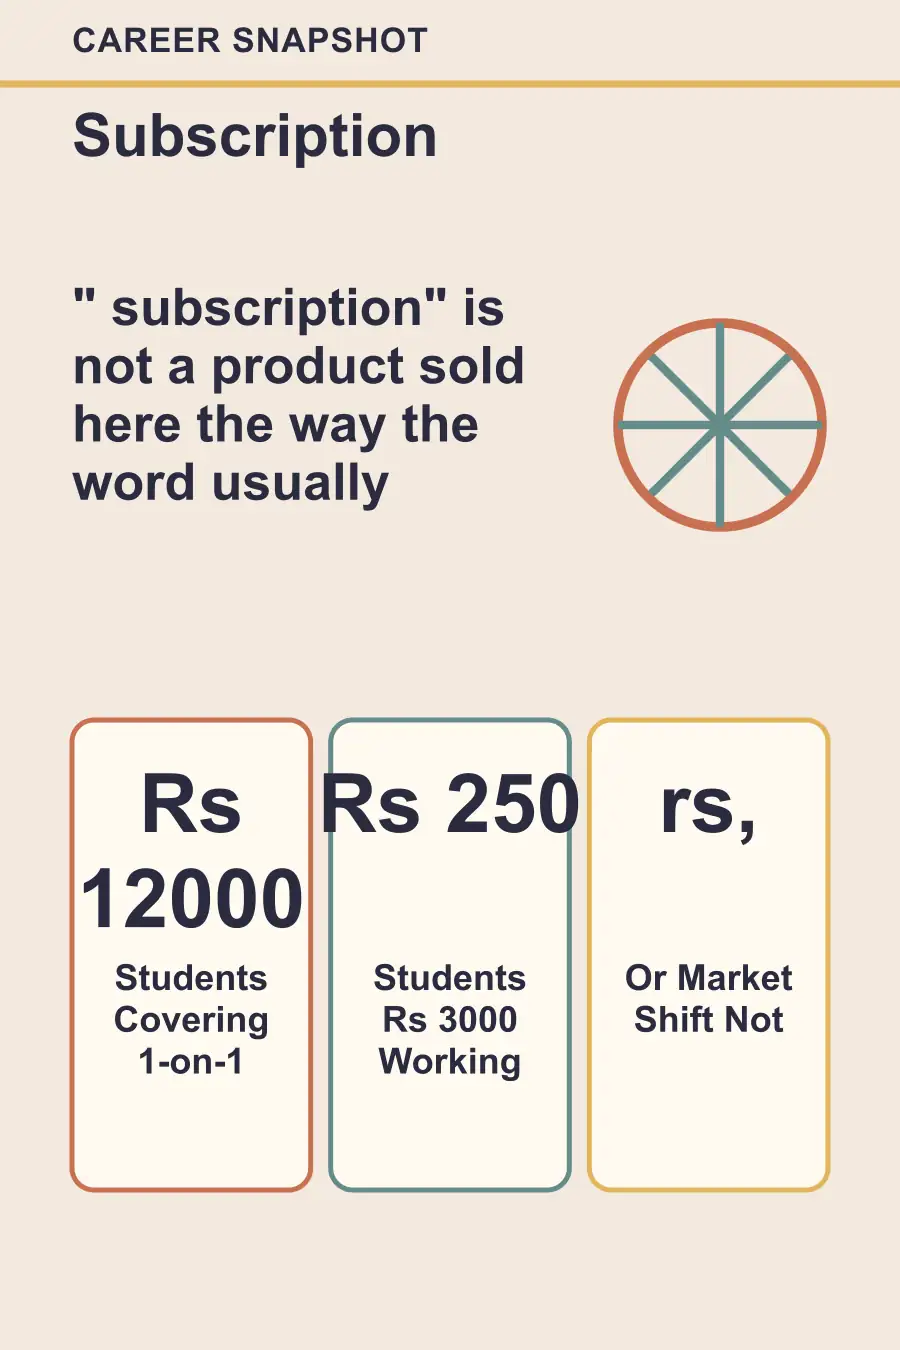 CAREER SNAPSHOT
Subscription
" subscription" is
not a product sold
here the way the
word usually
Rs
12000
Students
Covering
1-on-1
Rs 250
Students
Rs 3000
Working
rs,
Or Market
Shift Not